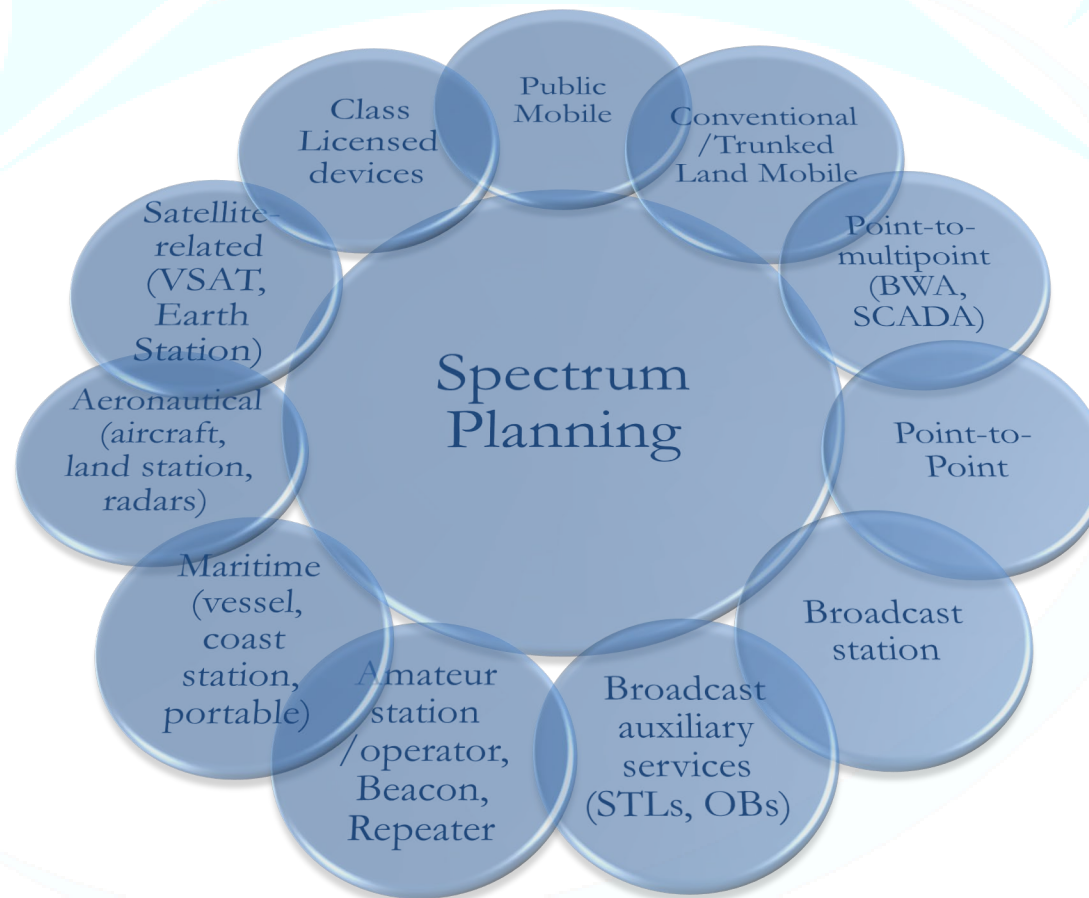 Public
Mobile
Conventional
/Trunked
Land Mobile
Point-to-
multipoint
(BWA,
SCADA)
Point-to-
Point
Broadcast
station
Broadcast
auxiliary
services
(STLs, OBs)
Amateur
station
/operator,
Beacon,
Repeater
Maritime
(vessel,
coast
station,
portable)
Aeronautical
(aircraft,
land station,
radars)
Satellite-
related
(VSAT,
Earth
Station)
Class
Licensed
devices
Spectrum
Planning